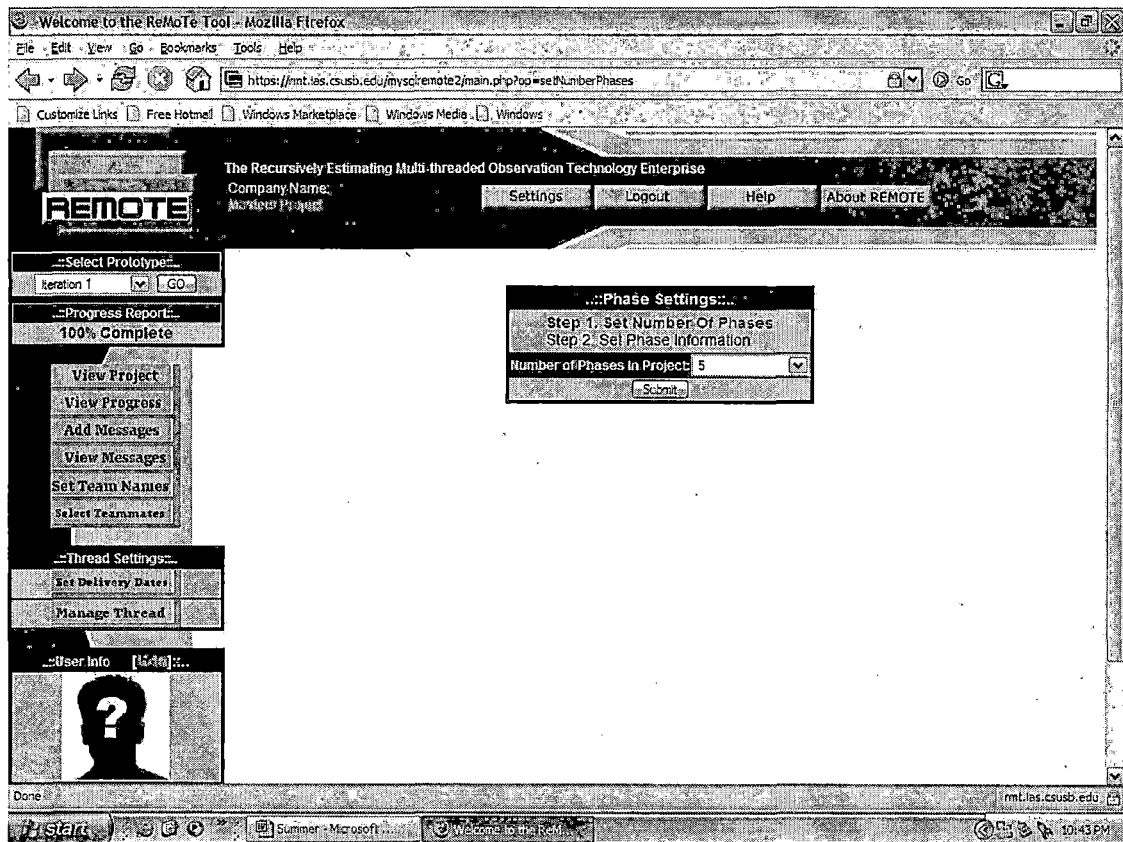 Welcome to the ReMoTe Tool - Mozilla Firefox
File Edit View Go Bookmarks Tools Help
https://rmt.ias.csusb.edu/mysqlremote2/main.php?op=setNumberPhases
Go
Customize Links Free Hotmail Windows Marketplace Windows Media Windows
The Recursively Estimating Multi-threaded Observation Technology Enterprise
Company Name:
Project
REMOTE
Settings Logout Help About REMOTE
..::Select Prototype::..
Iteration 1 GO
..::Progress Report::..
100% Complete
..::Phase Settings::..
Step 1. Set Number Of Phases
Step 2. Set Phase Information
Number of Phases in Project: 5
Submit
View Project
View Progress
Add Messages
View Messages
Set Team Names
Select Teammates
..::Thread Settings::..
Set Delivery Dates
Manage Thread
..::User Info [Edit]::..
?
Done
rmt.ias.csusb.edu
start
Summer - Microsoft ...
Welcome to the ReM...
10:43 PM